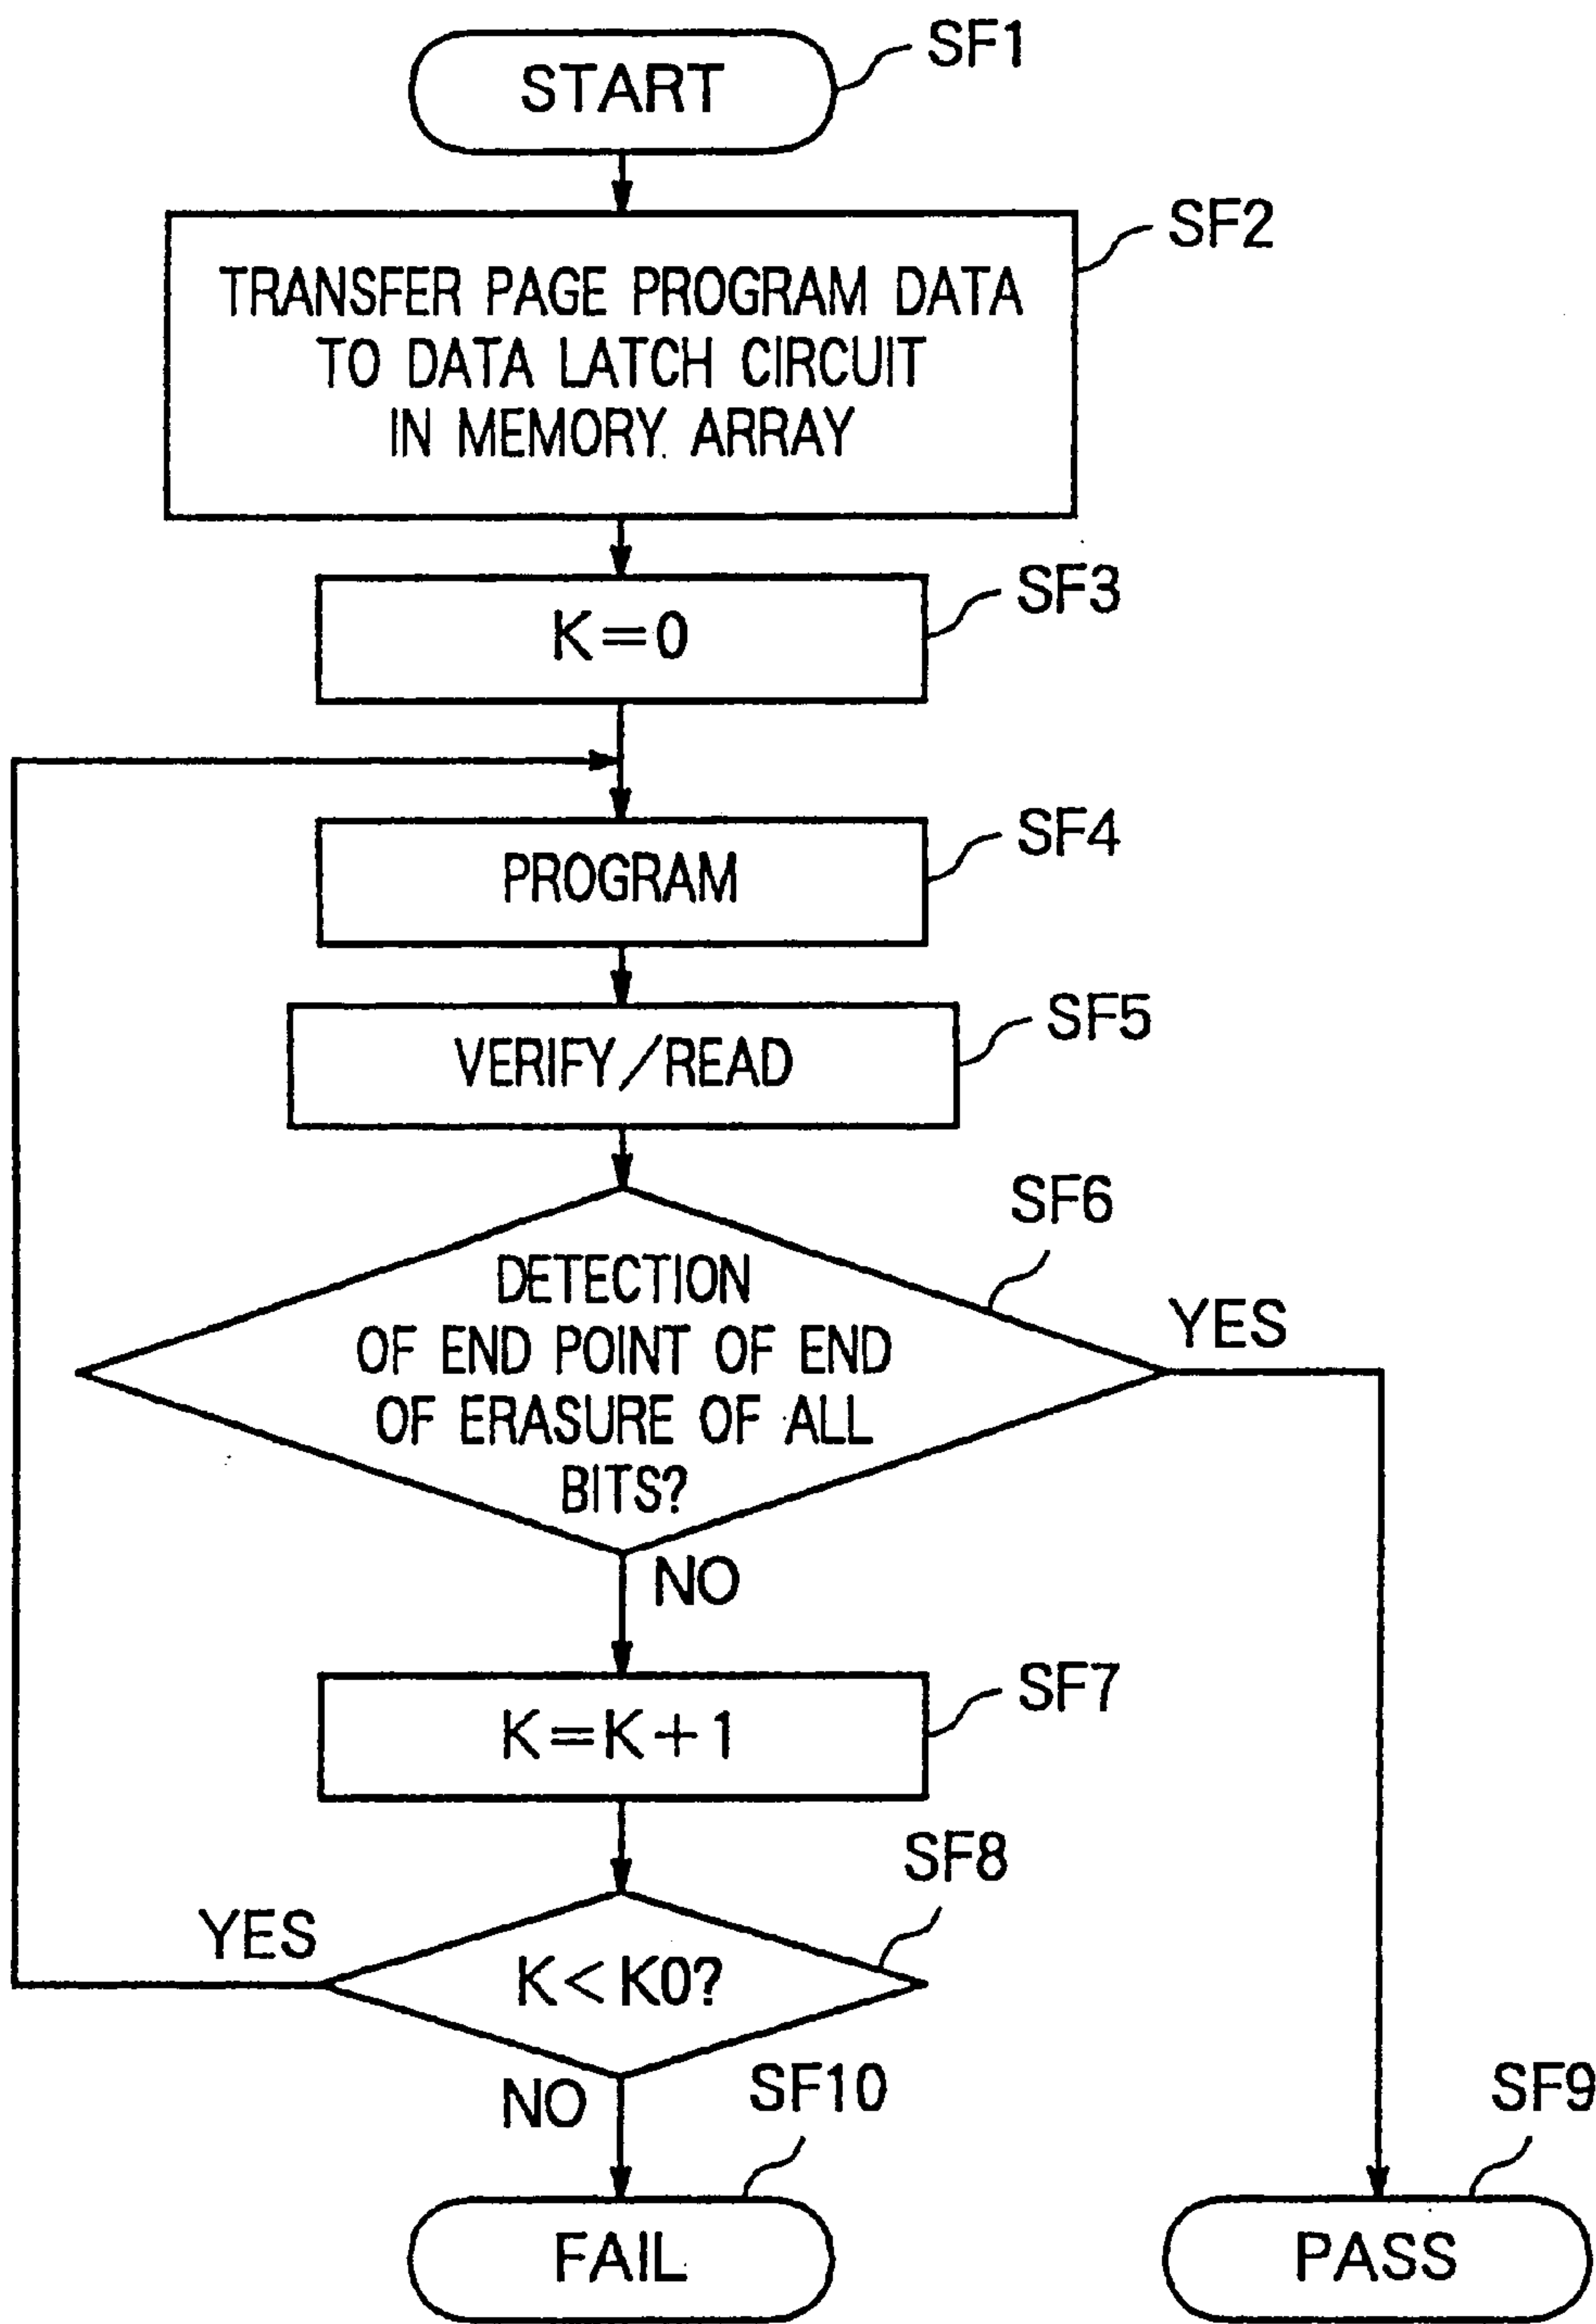 START
SF1
SF2
TRANSFER PAGE PROGRAM DATA
TO DATA LATCH CIRCUIT
IN MEMORY ARRAY
SF3
K=0
SF4
PROGRAM
SF5
VERIFY/READ
SF6
DETECTION
OF END POINT OF END
OF ERASURE OF ALL
BITS?
YES
NO
SF7
K=K+1
SF8
YES
K<K0?
NO
SF10
SF9
FAIL
PASS